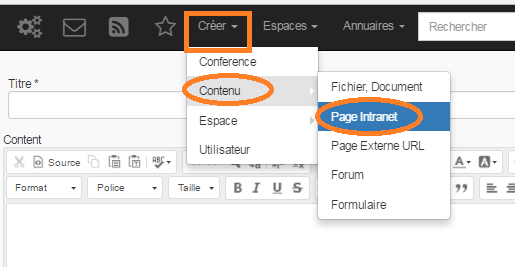 Créer Espaces Annuaires Rechercher
Conference
Titre *
Contenu
Fichier, Document
Page Intranet
Espace
Content
Page Externe URL
Utilisateur
Source
Forum
Format Police Taille B I U S
Formulaire